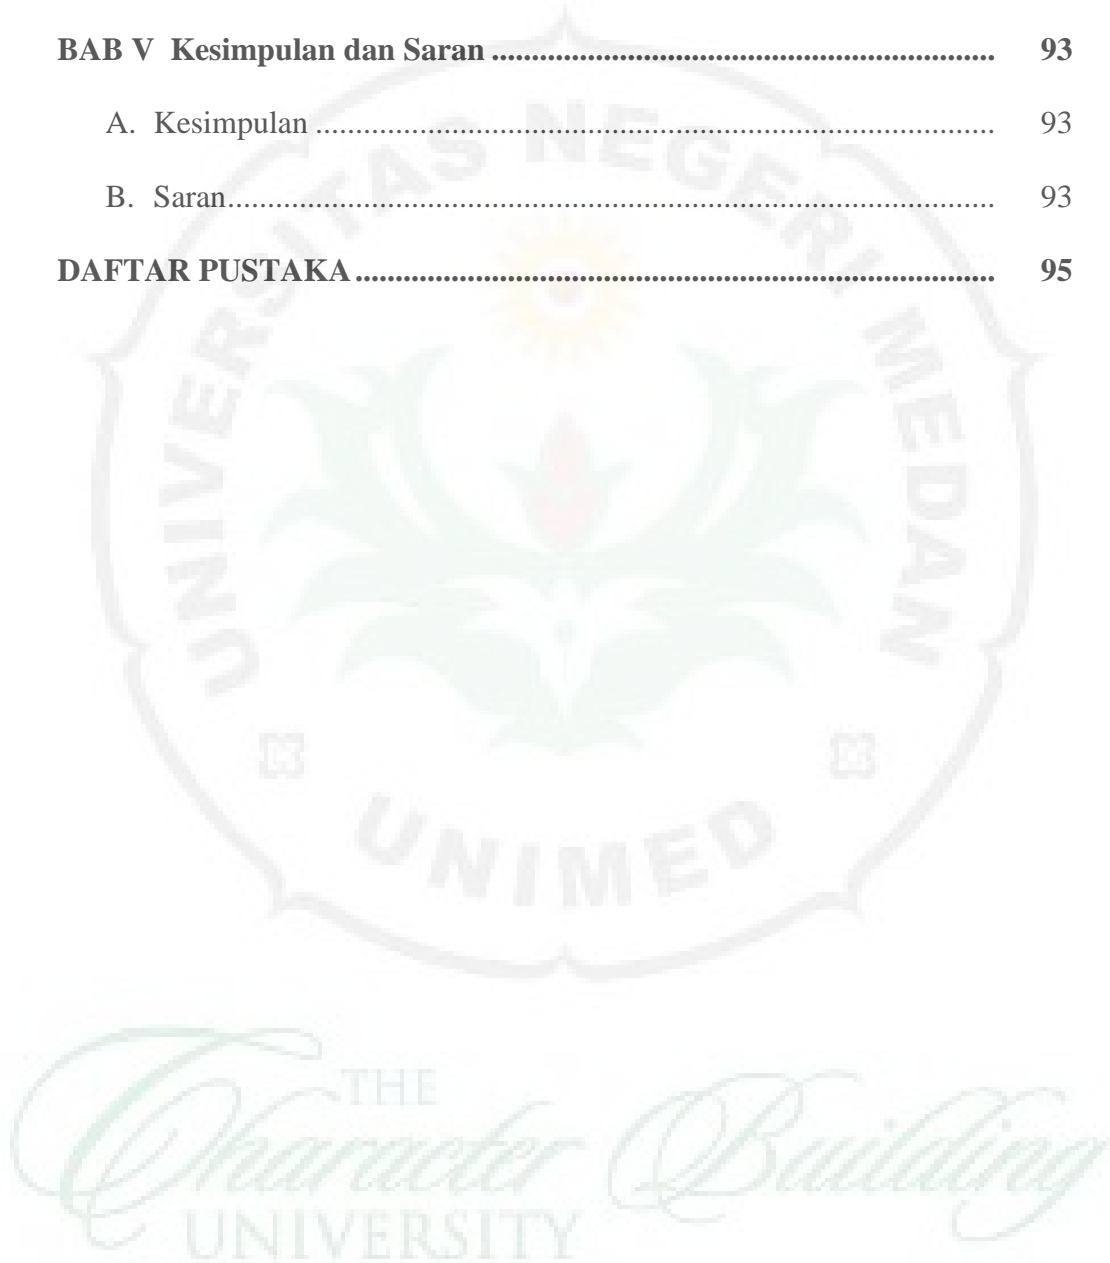 BAB V Kesimpulan dan Saran ................................................................ 93
A. Kesimpulan ..................................................................................... 93
B. Saran................................................................................................ 93
DAFTAR PUSTAKA ................................................................................ 95
UNIVERSITAS NEGERI MEDAN
UNIMED
THE
Character Building
UNIVERSITY